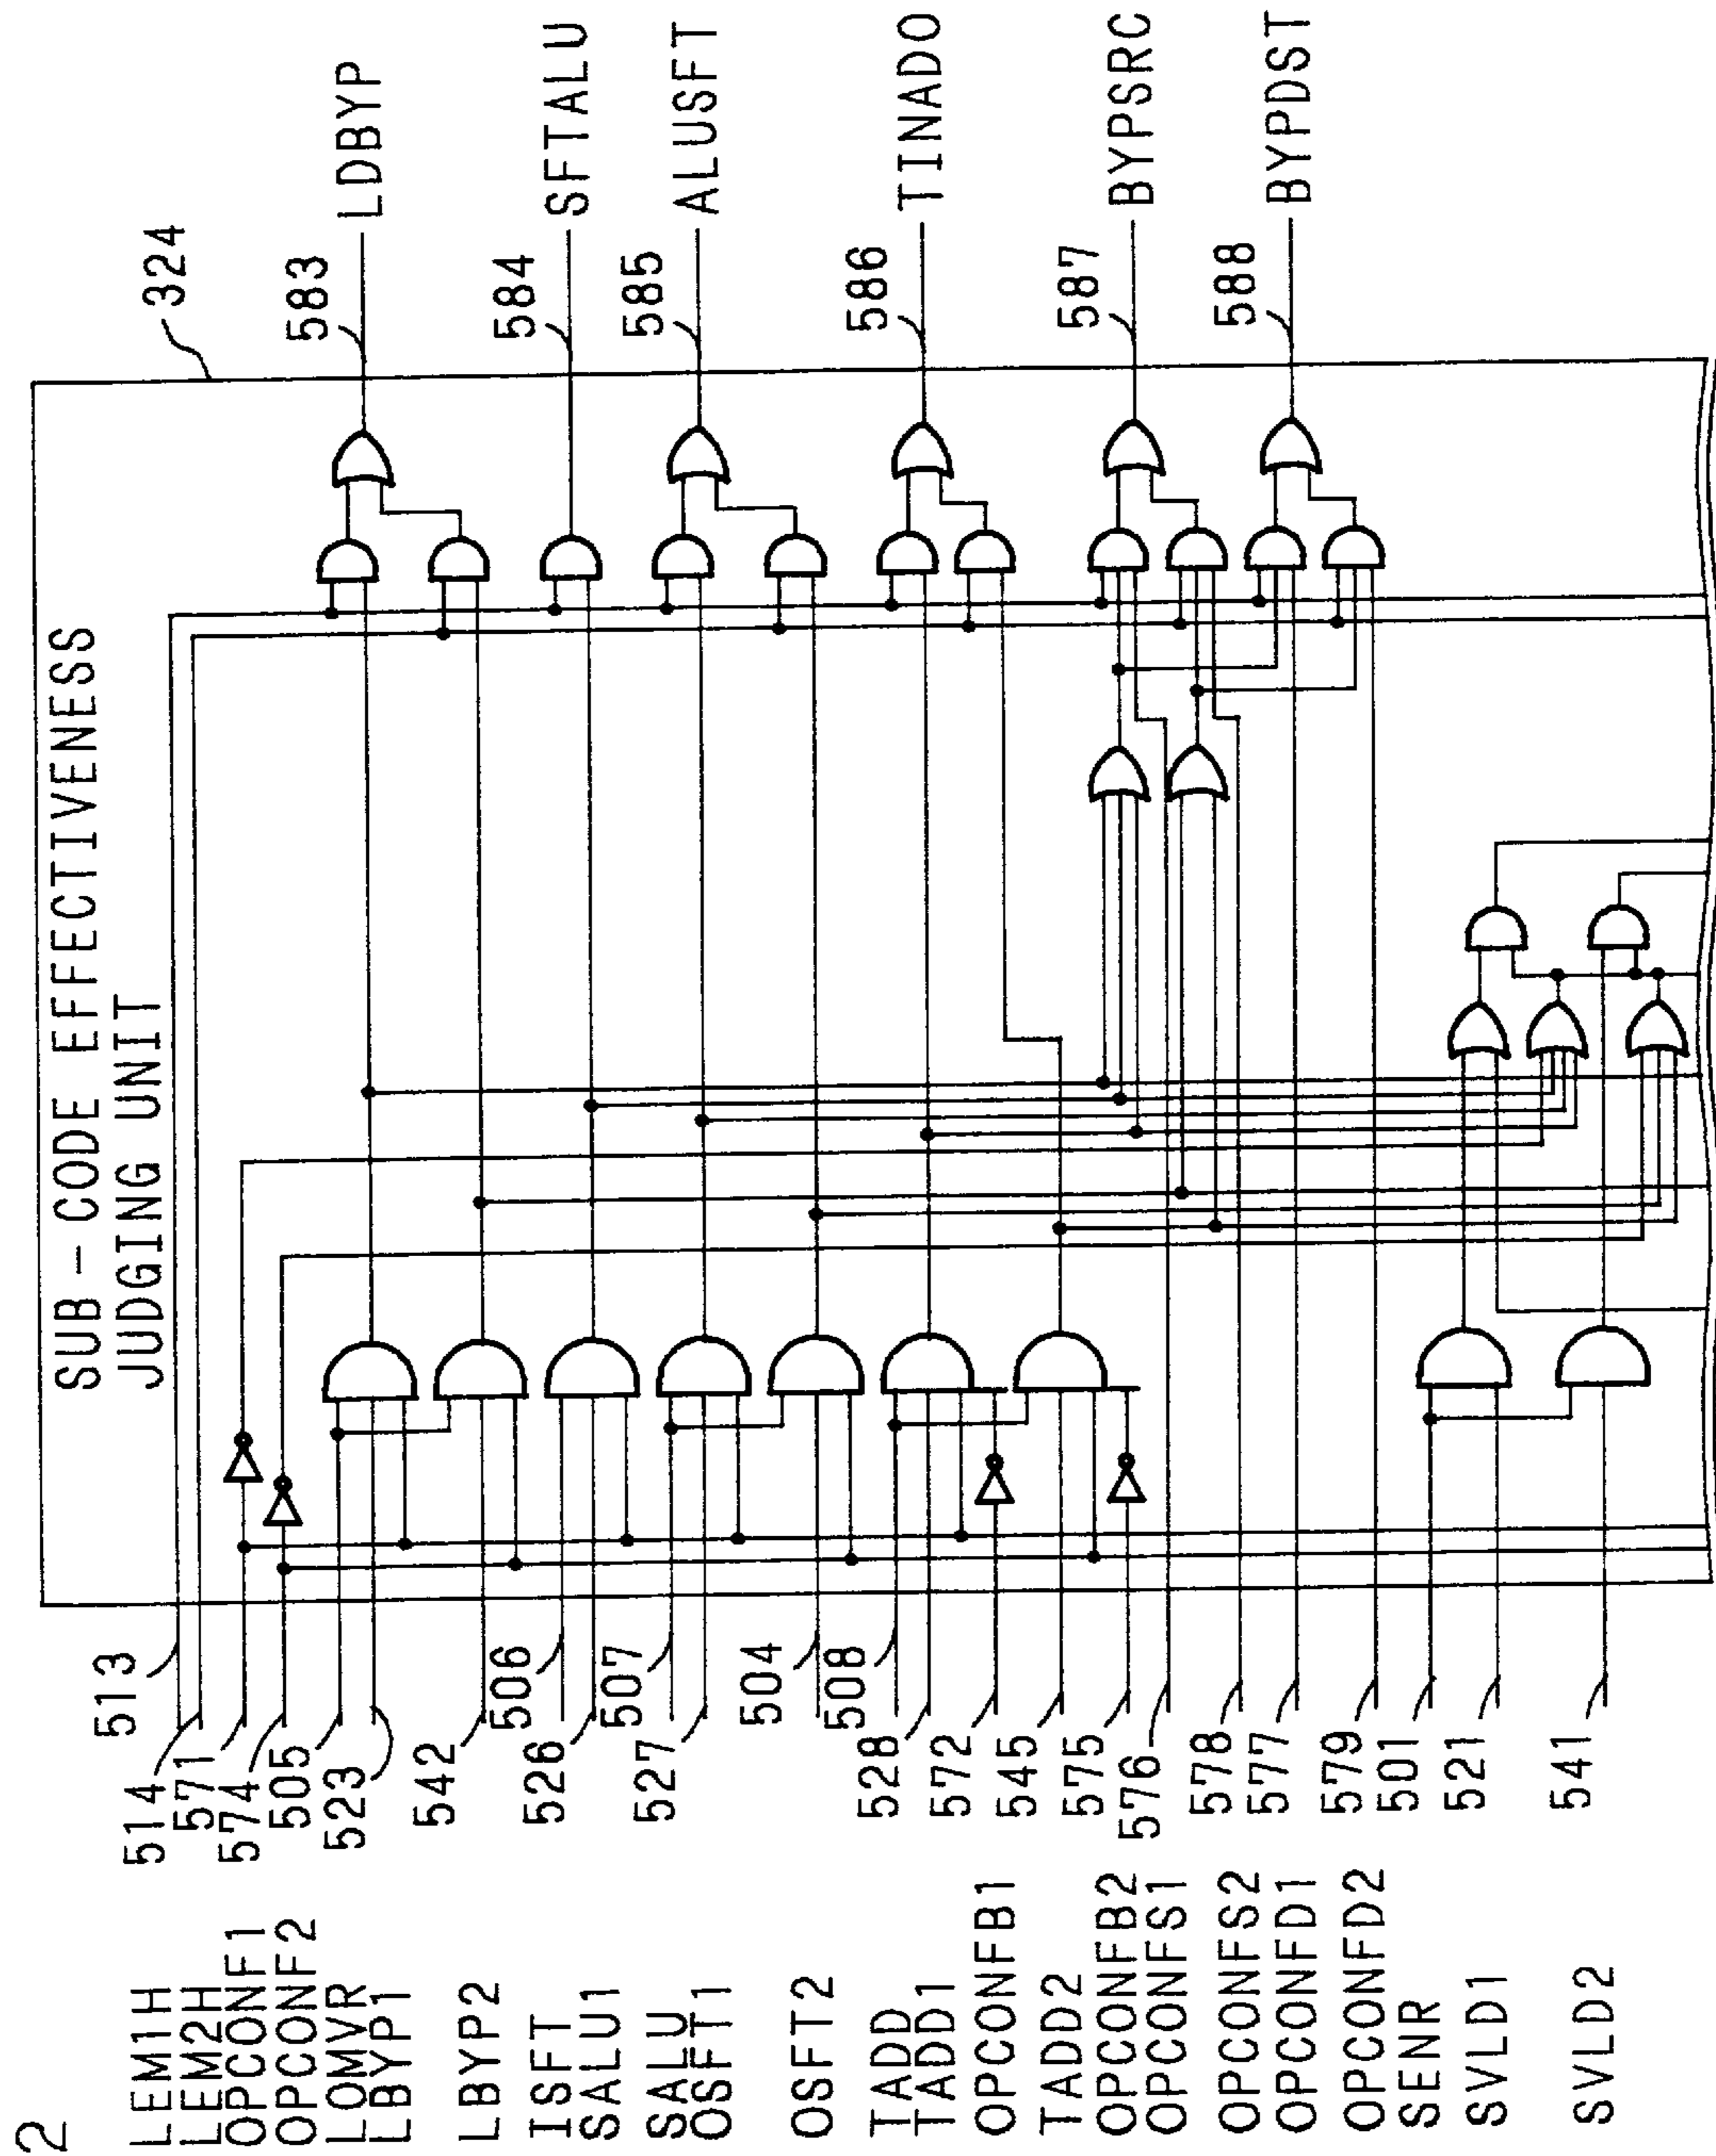 2
SUB-CODE EFFECTIVENESS
JUDGING UNIT
324
LEM1H
LEM2H
OPCONF1
OPCONF2
LOMVR
LBYP1
LBYP2
ISFT
SALU1
SALU
OSFT1
OSFT2
TADD
TADD1
OPCONFB1
TADD2
OPCONFB2
OPCONFS1
OPCONFS2
OPCONFD1
OPCONFD2
SENR
SVLD1
SVLD2
513
514
571
574
505
523
542
506
526
507
527
504
508
528
572
545
575
576
578
577
579
501
521
541
583
LDBYP
584
SFTALU
585
ALUSFT
586
TINADO
587
BYPSRC
588
BYPDST